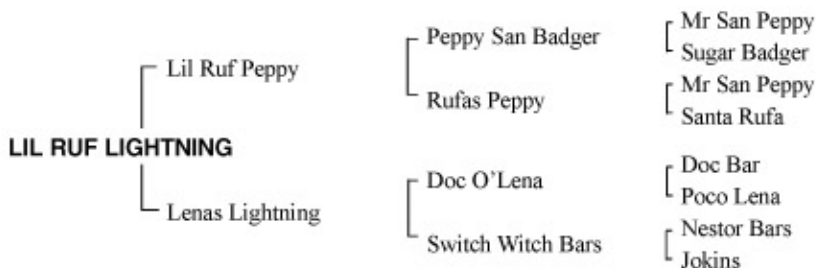 Mr San Peppy
Peppy San Badger
Sugar Badger
Lil Ruf Peppy
Mr San Peppy
Rufas Peppy
Santa Rufa
LIL RUF LIGHTNING
Doc Bar
Doc O'Lena
Poco Lena
Lenas Lightning
Nestor Bars
Switch Witch Bars
Jokins